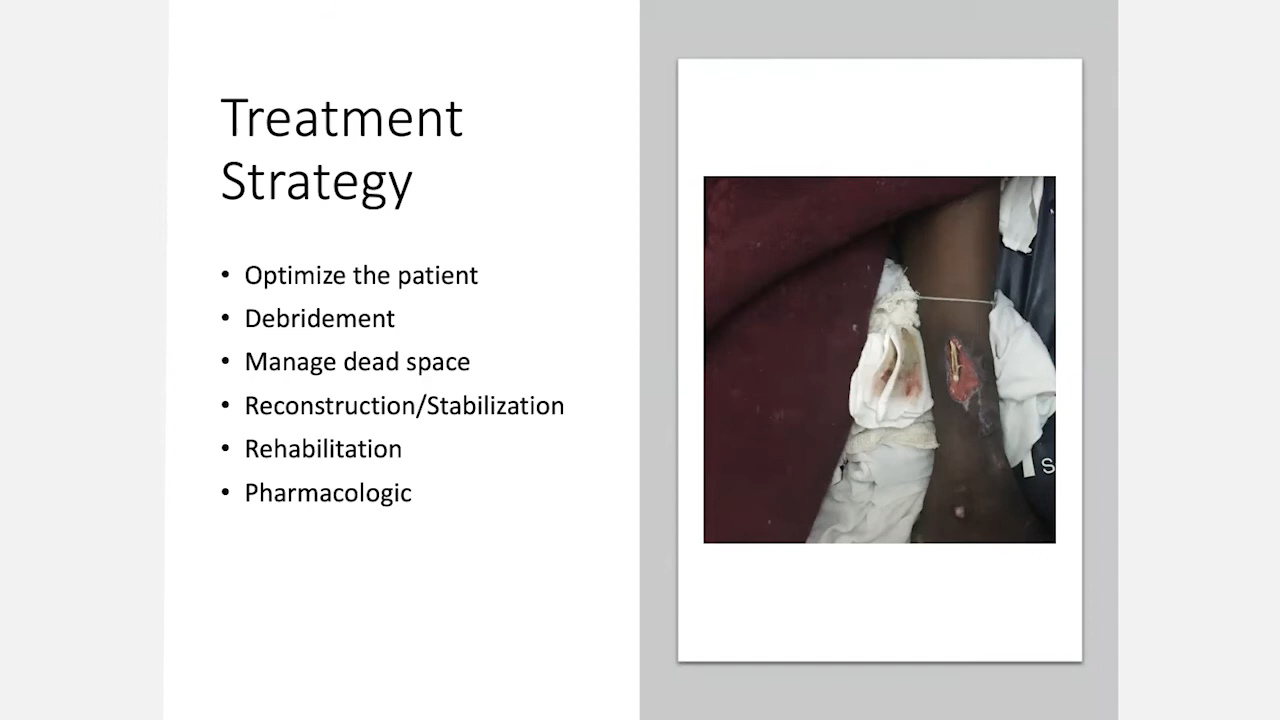 Treatment
Strategy
• Optimize the patient
• Debridement
• Manage dead space
• Reconstruction/Stabilization
• Rehabilitation
• Pharmacologic
S